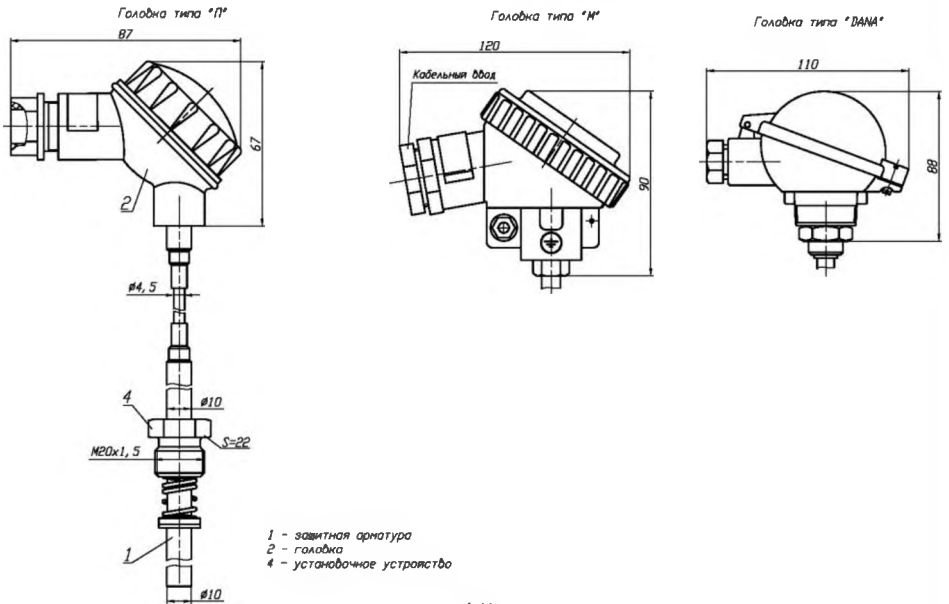 Головка типа "П"
87
67
2
ø4,5
ø10
4
S=22
M20x1,5
1
ø10
1 - защитная арматура
2 - головка
4 - установочное устройство
Головка типа "М"
120
Кабельный ввод
90
Головка типа "DANA"
110
88